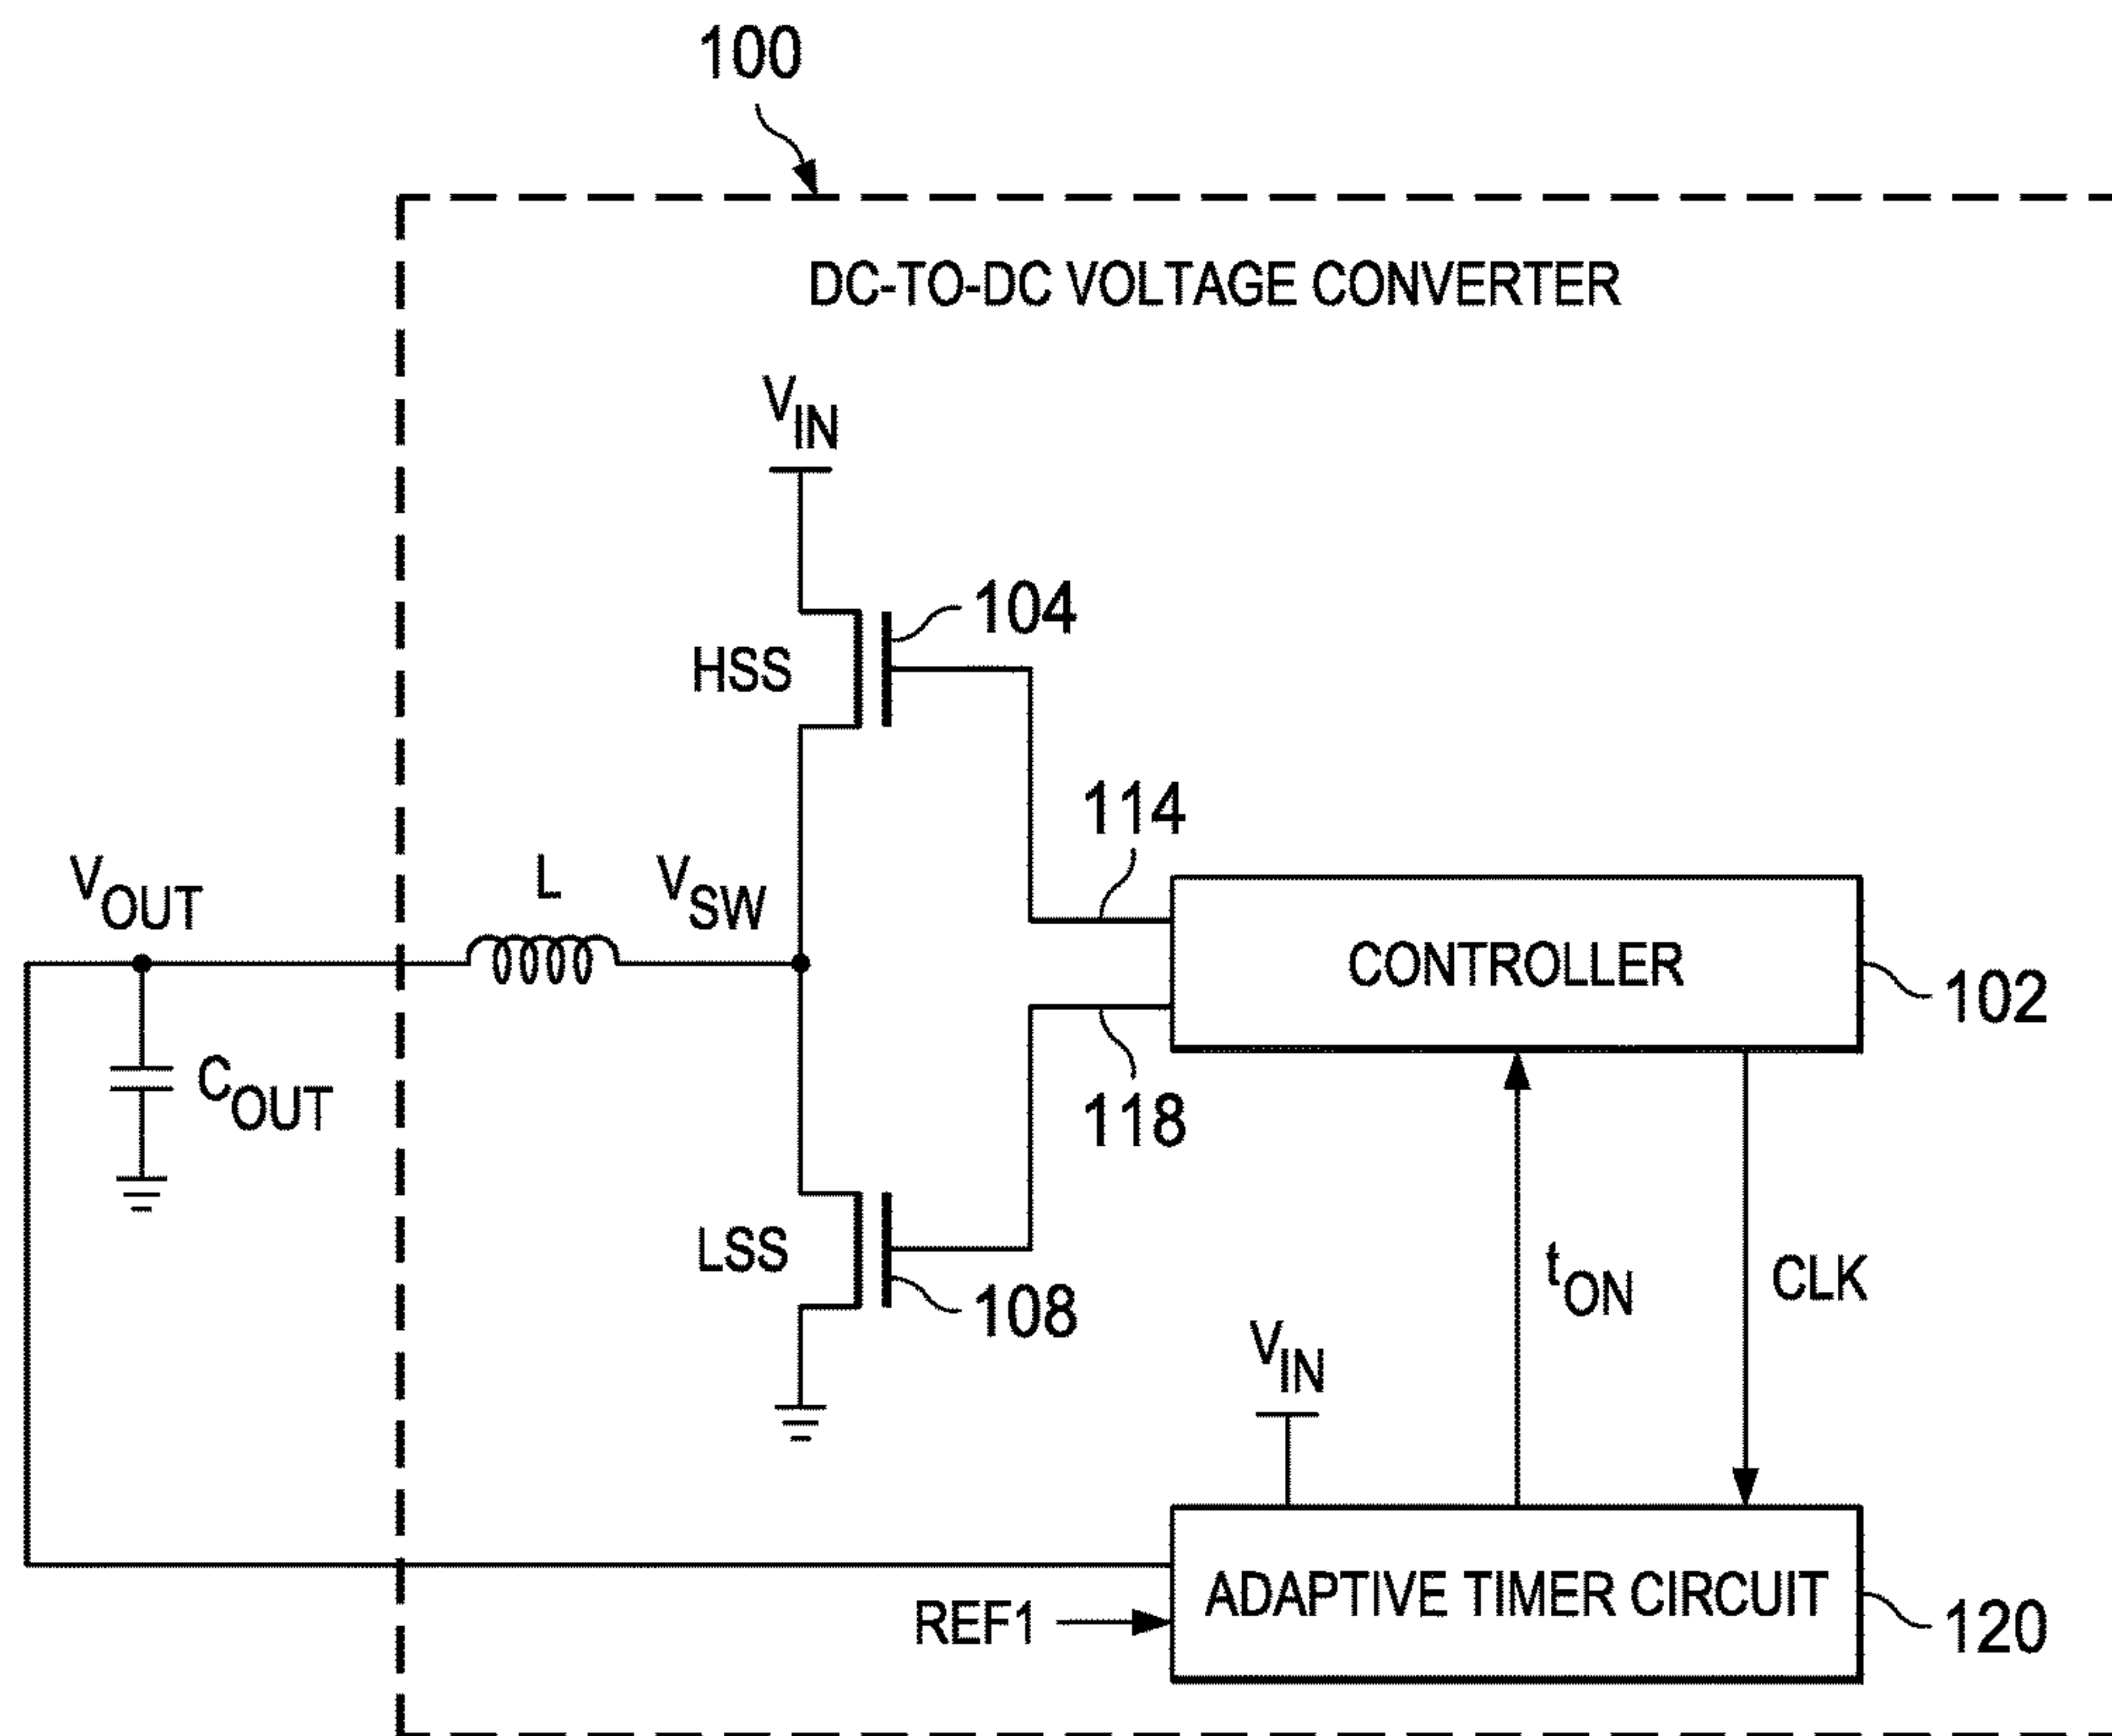 100
DC-TO-DC VOLTAGE CONVERTER
VIN
104
HSS
114
VOUT
L
VSW
CONTROLLER
102
COUT
118
LSS
108
tON
CLK
VIN
ADAPTIVE TIMER CIRCUIT
REF1
120